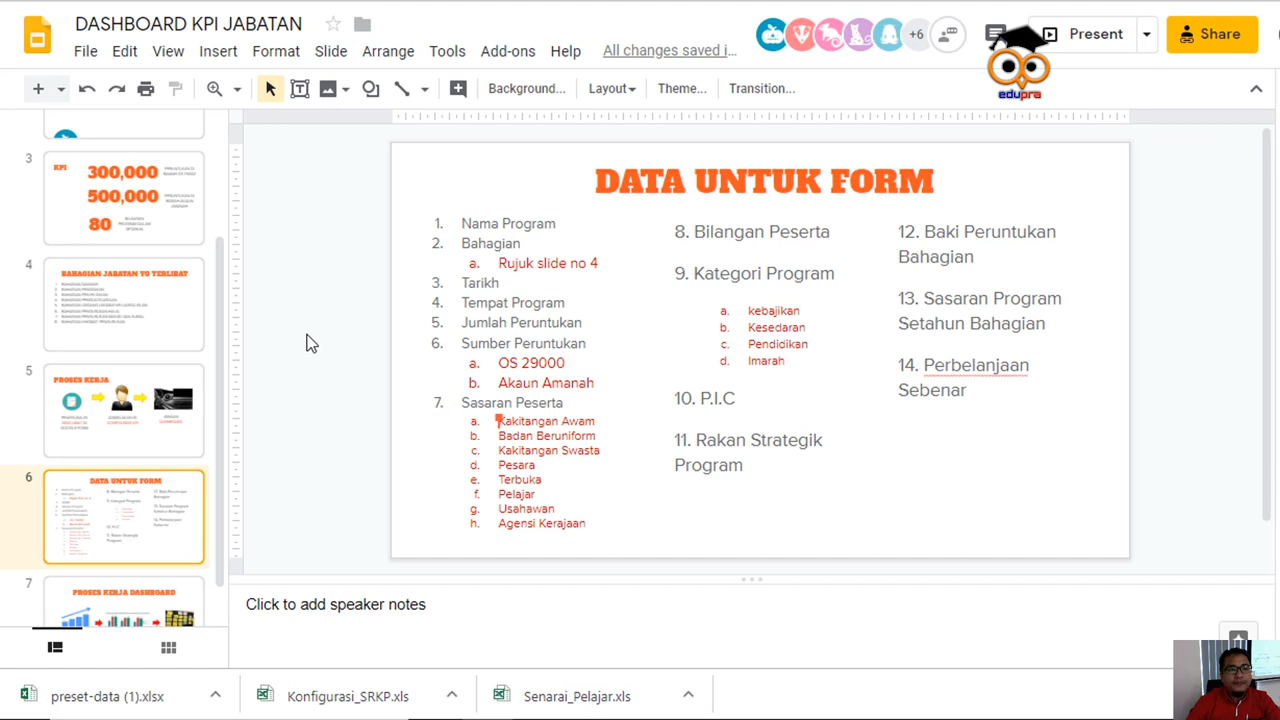 DASHBOARD KPI JABATAN
File Edit View Insert Format Slide Arrange Tools Add-ons Help All changes saved i...
+6
Present
Share
edupra
Background... Layout Theme... Transition...
3
KPI
300,000
500,000
80
4
BAHAGIAN JABATAN YG TERLIBAT
5
PROSES KERJA
6
DATA UNTUK FORM
7
PROSES KERJA DASHBOARD
DATA UNTUK FORM
1. Nama Program
2. Bahagian
a. Rujuk slide no 4
3. Tarikh
4. Tempat Program
5. Jumlah Peruntukan
6. Sumber Peruntukan
a. OS 29000
b. Akaun Amanah
7. Sasaran Peserta
a. Kakitangan Awam
b. Badan Beruniform
c. Kakitangan Swasta
d. Pesara
e. Terbuka
f. Pelajar
g. Usahawan
h. Agensi Kerajaan
8. Bilangan Peserta
9. Kategori Program
a. kebajikan
b. Kesedaran
c. Pendidikan
d. Imarah
10. P.I.C
11. Rakan Strategik
Program
12. Baki Peruntukan
Bahagian
13. Sasaran Program
Setahun Bahagian
14. Perbelanjaan
Sebenar
Click to add speaker notes
preset-data (1).xlsx
Konfigurasi_SRKP.xls
Senarai_Pelajar.xls